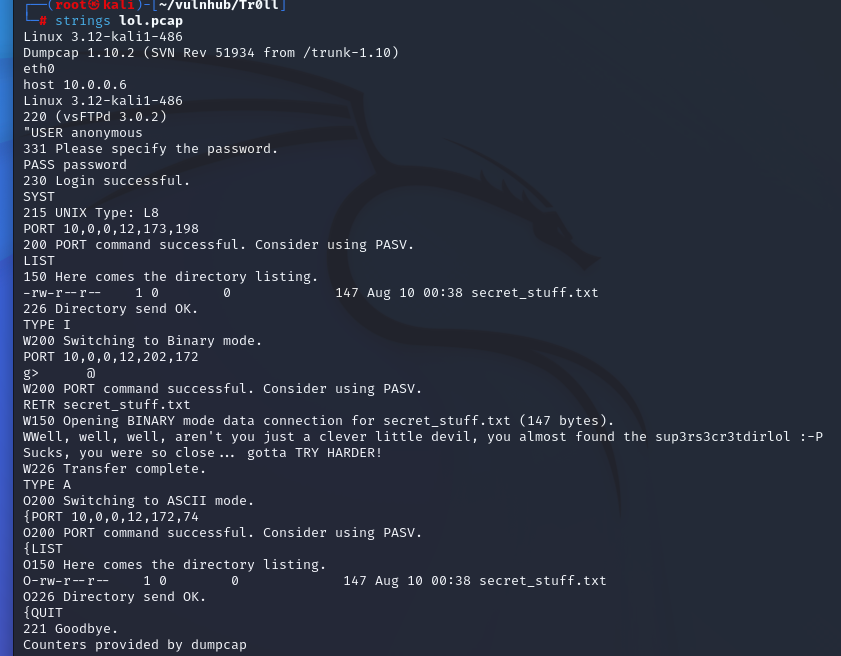 ┌──(root㉿kali)-[~/vulnhub/Tr0ll]
└─# strings lol.pcap
Linux 3.12-kali1-486
Dumpcap 1.10.2 (SVN Rev 51934 from /trunk-1.10)
eth0
host 10.0.0.6
Linux 3.12-kali1-486
220 (vsFTPd 3.0.2)
"USER anonymous
331 Please specify the password.
PASS password
230 Login successful.
SYST
215 UNIX Type: L8
PORT 10,0,0,12,173,198
200 PORT command successful. Consider using PASV.
LIST
150 Here comes the directory listing.
-rw-r--r--    1 0        0             147 Aug 10 00:38 secret_stuff.txt
226 Directory send OK.
TYPE I
W200 Switching to Binary mode.
PORT 10,0,0,12,202,172
g>      @
W200 PORT command successful. Consider using PASV.
RETR secret_stuff.txt
W150 Opening BINARY mode data connection for secret_stuff.txt (147 bytes).
WWell, well, well, aren't you just a clever little devil, you almost found the sup3rs3cr3tdirlol :-P
Sucks, you were so close... gotta TRY HARDER!
W226 Transfer complete.
TYPE A
O200 Switching to ASCII mode.
{PORT 10,0,0,12,172,74
O200 PORT command successful. Consider using PASV.
{LIST
O150 Here comes the directory listing.
O-rw-r--r--    1 0        0             147 Aug 10 00:38 secret_stuff.txt
O226 Directory send OK.
{QUIT
221 Goodbye.
Counters provided by dumpcap